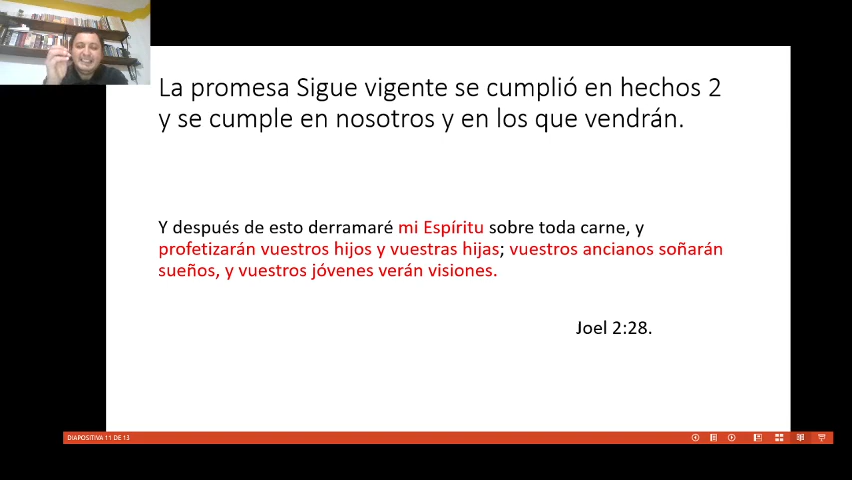 La promesa Sigue vigente se cumplió en hechos 2
y se cumple en nosotros y en los que vendrán.
Y después de esto derramaré mi Espíritu sobre toda carne, y
profetizarán vuestros hijos y vuestras hijas; vuestros ancianos soñarán
sueños, y vuestros jóvenes verán visiones.
Joel 2:28.
DIAPOSITIVA 11 DE 13